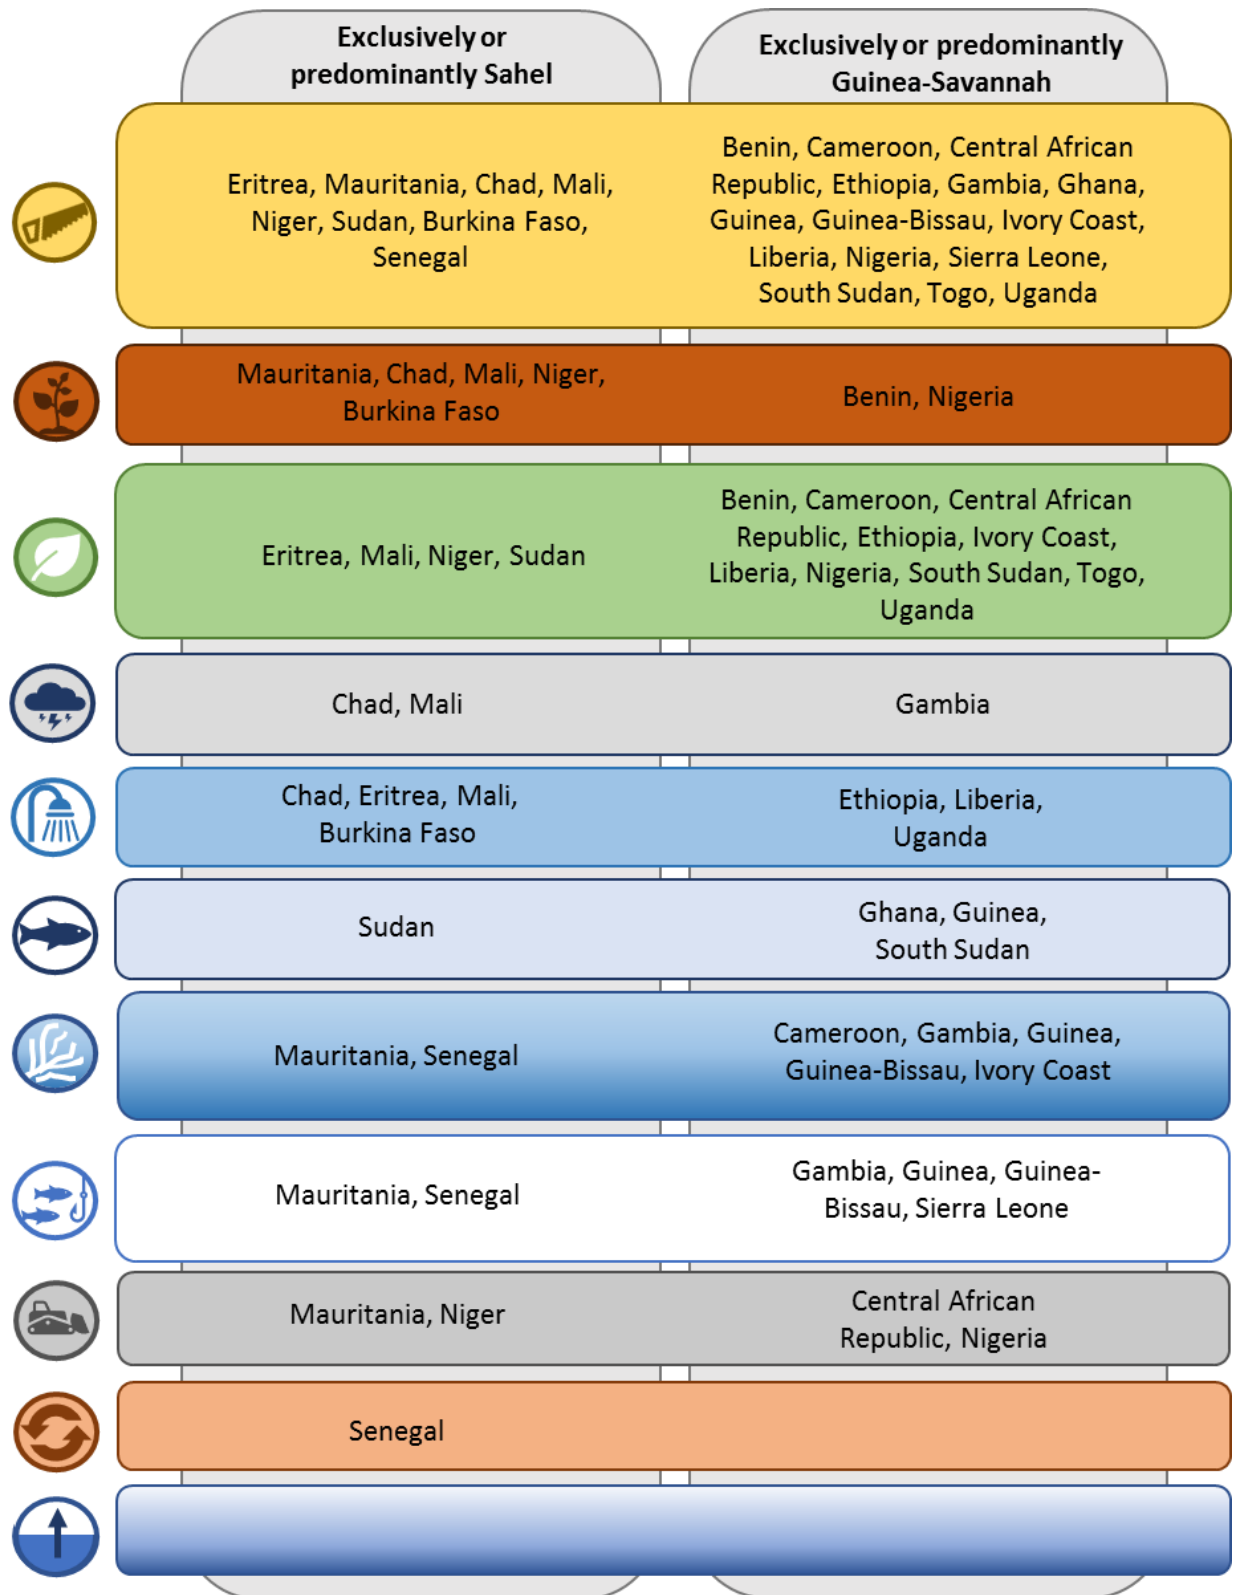 Exclusively or
predominantly Sahel
Exclusively or predominantly
Guinea-Savannah
Eritrea, Mauritania, Chad, Mali,
Niger, Sudan, Burkina Faso,
Senegal
Benin, Cameroon, Central African
Republic, Ethiopia, Gambia, Ghana,
Guinea, Guinea-Bissau, Ivory Coast,
Liberia, Nigeria, Sierra Leone,
South Sudan, Togo, Uganda
Mauritania, Chad, Mali, Niger,
Burkina Faso
Benin, Nigeria
Eritrea, Mali, Niger, Sudan
Benin, Cameroon, Central African
Republic, Ethiopia, Ivory Coast,
Liberia, Nigeria, South Sudan, Togo,
Uganda
Chad, Mali
Gambia
Chad, Eritrea, Mali,
Burkina Faso
Ethiopia, Liberia,
Uganda
Sudan
Ghana, Guinea,
South Sudan
Mauritania, Senegal
Cameroon, Gambia, Guinea,
Guinea-Bissau, Ivory Coast
Mauritania, Senegal
Gambia, Guinea, Guinea-
Bissau, Sierra Leone
Mauritania, Niger
Central African
Republic, Nigeria
Senegal